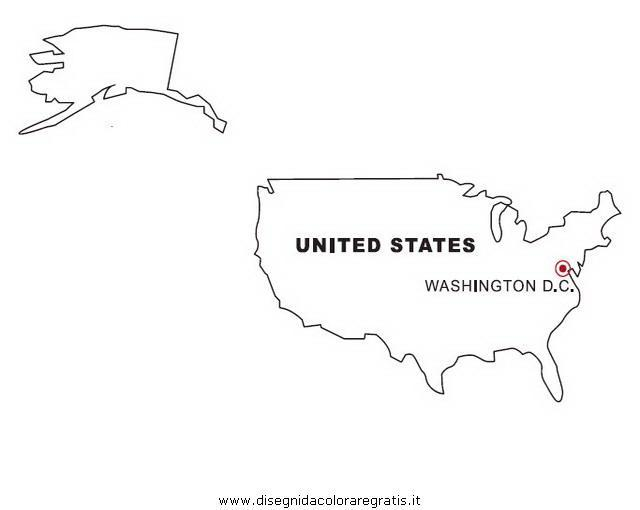 UNITED STATES
WASHINGTON D.C.
www.disegnidacoloraregratis.it